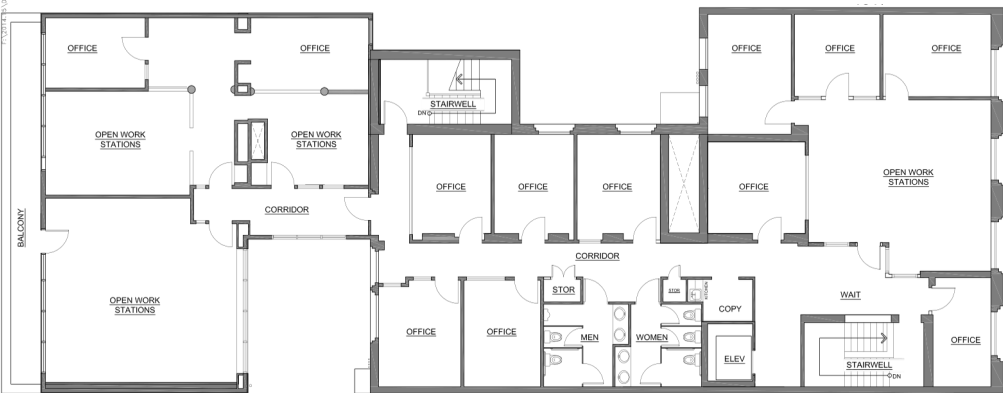 OFFICE
OFFICE
OFFICE
OFFICE
OFFICE
STAIRWELL
DN
OPEN WORK
STATIONS
OPEN WORK
STATIONS
OPEN WORK
STATIONS
OFFICE
OFFICE
OFFICE
OFFICE
CORRIDOR
BALCONY
CORRIDOR
OPEN WORK
STATIONS
STOR
STOR
KITCHEN
COPY
WAIT
OFFICE
OFFICE
MEN
WOMEN
ELEV
STAIRWELL
DN
OFFICE